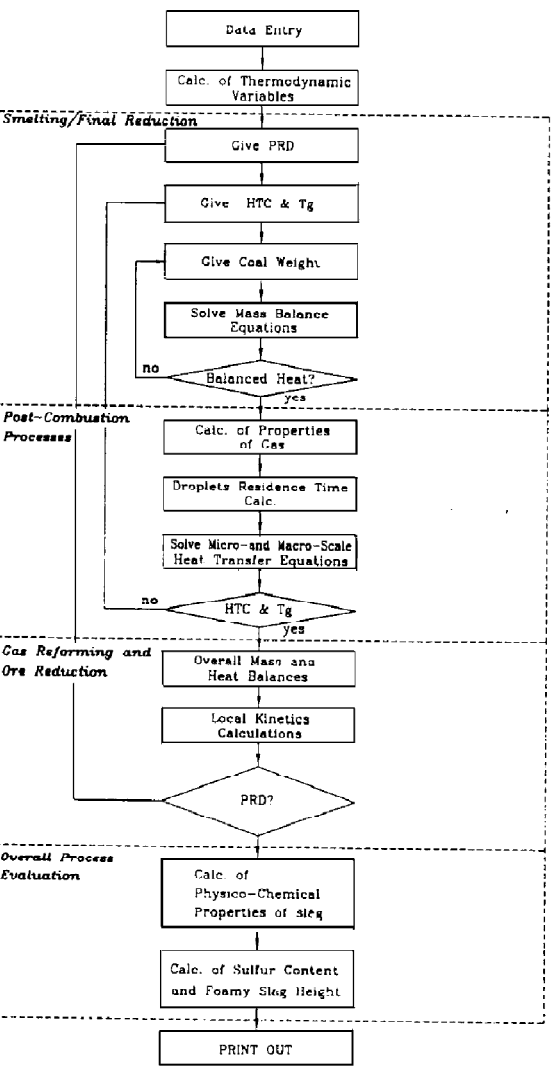 Data Entry
Calc. of Thermodynamic
Variables
Smelting/Final Reduction
Give PRD
Give HTC & Tg
Give Coal Weight
Solve Mass Balance
Equations
no
Balanced Heat?
yes
Post-Combustion
Processes
Calc. of Properties
of Gas
Droplets Residence Time
Calc.
Solve Micro-and Macro-Scale
Heat Transfer Equations
no
HTC & Tg
yes
Gas Reforming and
Ore Reduction
Overall Mass and
Heat Balances
Local Kinetics
Calculations
PRD?
Overall Process
Evaluation
Calc. of
Physico-Chemical
Properties of slag
Calc. of Sulfur Content
and Foamy Slag Height
PRINT OUT